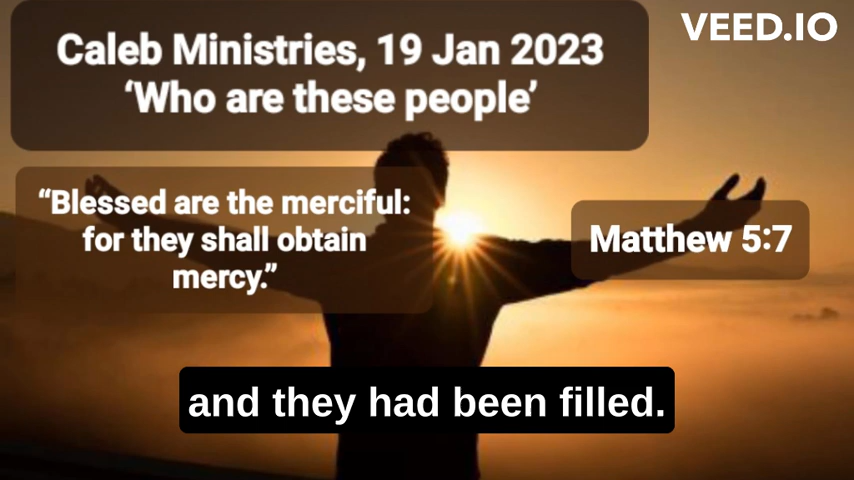 VEED.IO
Caleb Ministries, 19 Jan 2023
‘Who are these people’
“Blessed are the merciful:
for they shall obtain
mercy.”
Matthew 5:7
and they had been filled.